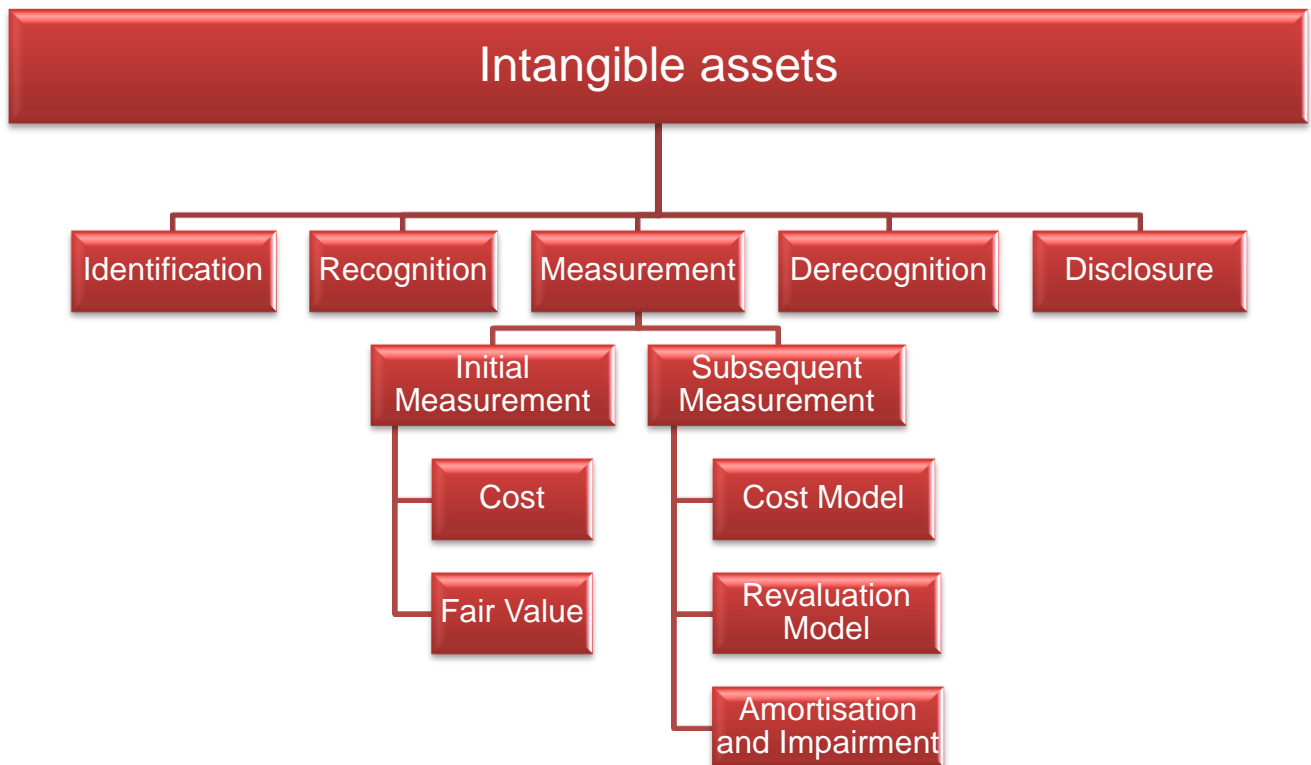 Intangible assets
Identification
Recognition
Measurement
Derecognition
Disclosure
Initial
Measurement
Subsequent
Measurement
Cost
Cost Model
Fair Value
Revaluation
Model
Amortisation
and Impairment